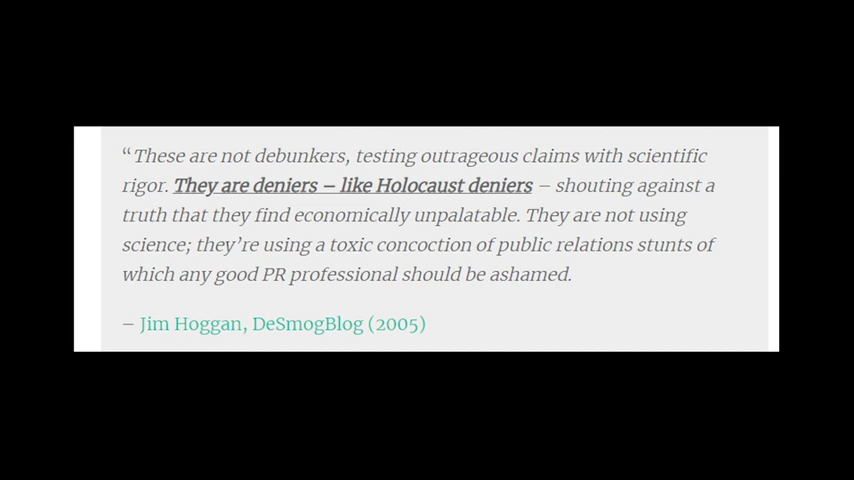 “These are not debunkers, testing outrageous claims with scientific
rigor. They are deniers – like Holocaust deniers – shouting against a
truth that they find economically unpalatable. They are not using
science; they’re using a toxic concoction of public relations stunts of
which any good PR professional should be ashamed.
– Jim Hoggan, DeSmogBlog (2005)